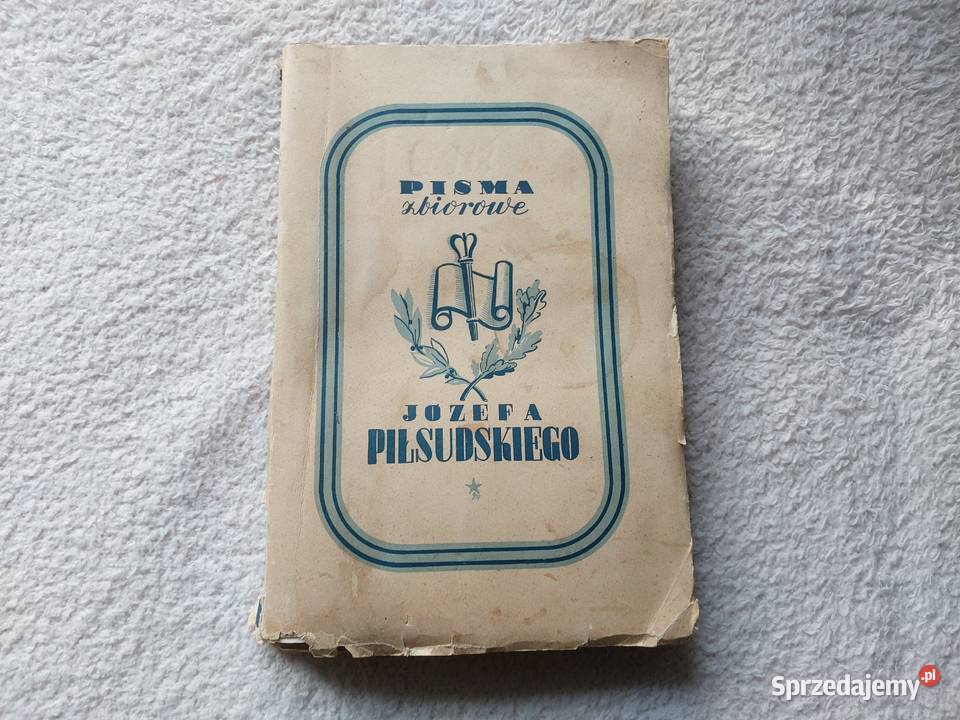 PISMA
zbiorowe
JÓZEFA
PIŁSUDSKIEGO
Sprzedajemy.pl